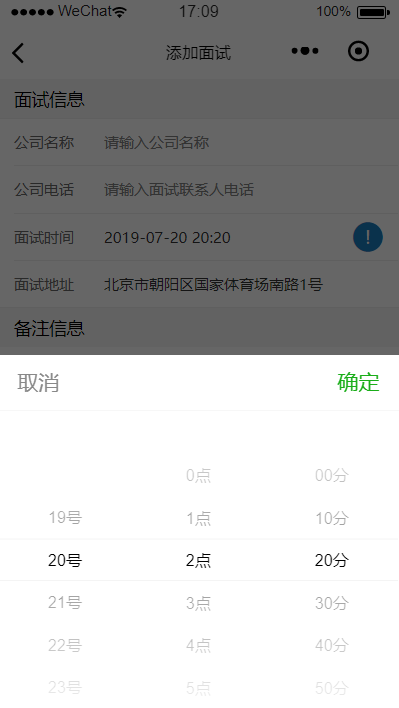 WeChat 17:09 100%
添加面试
面试信息
公司名称 请输入公司名称
公司电话 请输入面试联系人电话
面试时间 2019-07-20 20:20 !
面试地址 北京市朝阳区国家体育场南路1号
备注信息
取消 确定
0点 00分
19号 1点 10分
20号 2点 20分
21号 3点 30分
22号 4点 40分
23号 5点 50分